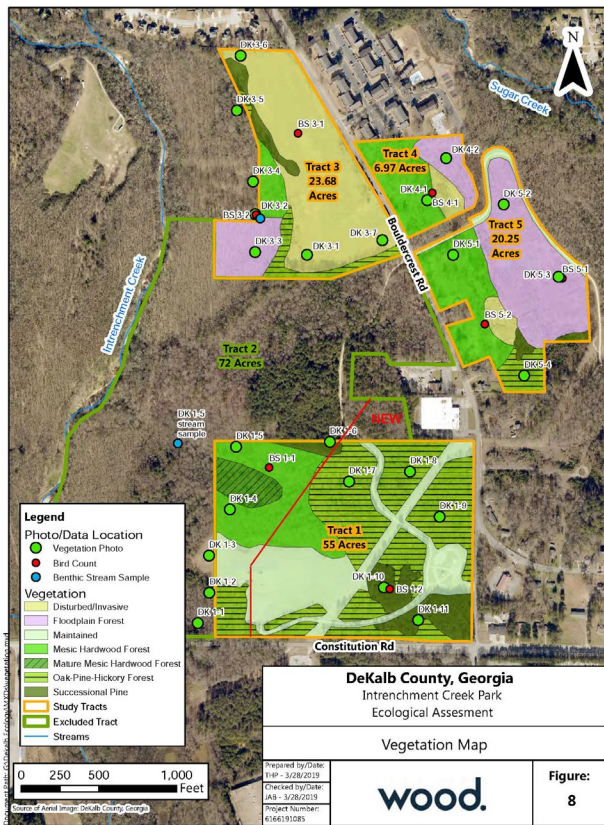 N
Sugar Creek
Intrenchment Creek
DK 3-6
DK 3-5
BS 3-1
Tract 3
23.68
Acres
DK 3-4
DK 3-2
BS 3-2
DK 3-3
DK 3-1
DK 3-7
Tract 4
6.97 Acres
DK 4-2
DK 4-1
BS 4-1
Bouldercrest Rd
DK 5-2
Tract 5
20.25
Acres
DK 5-1
DK 5-3
BS 5-1
BS 5-2
DK 5-4
Tract 2
72 Acres
NEW
DK 1-5
stream
sample
DK 1-5
BS 1-1
DK 1-7
DK 1-8
DK 1-4
DK 1-9
Tract 1
55 Acres
DK 1-3
DK 1-2
DK 1-10
BS 1-2
DK 1-1
DK 1-11
Constitution Rd
Legend
Photo/Data Location
Vegetation Photo
Bird Count
Benthic Stream Sample
Vegetation
Disturbed/Invasive
Floodplain Forest
Maintained
Mesic Hardwood Forest
Mature Mesic Hardwood Forest
Oak-Pine-Hickory Forest
Successional Pine
Study Tracts
Excluded Tract
Streams
0 250 500 1,000
Feet
Source of Aerial Image: DeKalb County, Georgia
DeKalb County, Georgia
Intrenchment Creek Park
Ecological Assesment
Vegetation Map
Prepared by/Date:
THP - 3/28/2019
Checked by/Date:
JAB - 3/28/2019
Project Number:
6166191085
wood.
Figure:
8